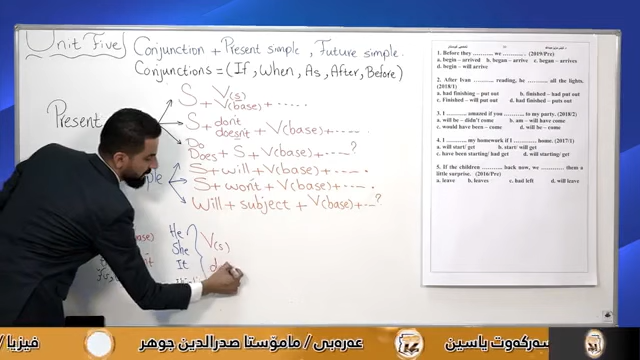 Unit Five
Conjunction + Present simple, Future simple.
Conjunctions = (If, When, As, After, Before)
Present
S + V(s) V(base) + .....
S + don't doesn't + V(base) + .....
Do Does + S + V(base) + ....?
S + will + V(base) + .....
S + won't + V(base) + .....
Will + subject + V(base) + ...?
He
She
It
V(s)
1. Before they .......... we .......... . (2019/Pre)
a. begin – arrived b. began – arrive c. began – arrives
d. begin – will arrive
2. After Ivan .......... reading, he .......... all the lights.
(2018/1)
a. had finishing – put out b. finished – had put out
c. Finished – will put out d. had finished – puts out
3. I .......... amazed if you .......... to my party. (2018/2)
a. will be – didn't come b. am – will have come
c. would have been – come d. will be – come
4. I .......... my homework if I .......... home. (2017/1)
a. will start/ get b. start/ will get
c. have been starting/ had get d. will starting/ get
5. If the children .......... back now, we .......... them a
little surprise. (2016/Pre)
a. leave b. leaves c. had left d. will leave
سەرکەوت یاسین
عەرەبی / مامۆستا صدرالدین جوهر
فیزیا /